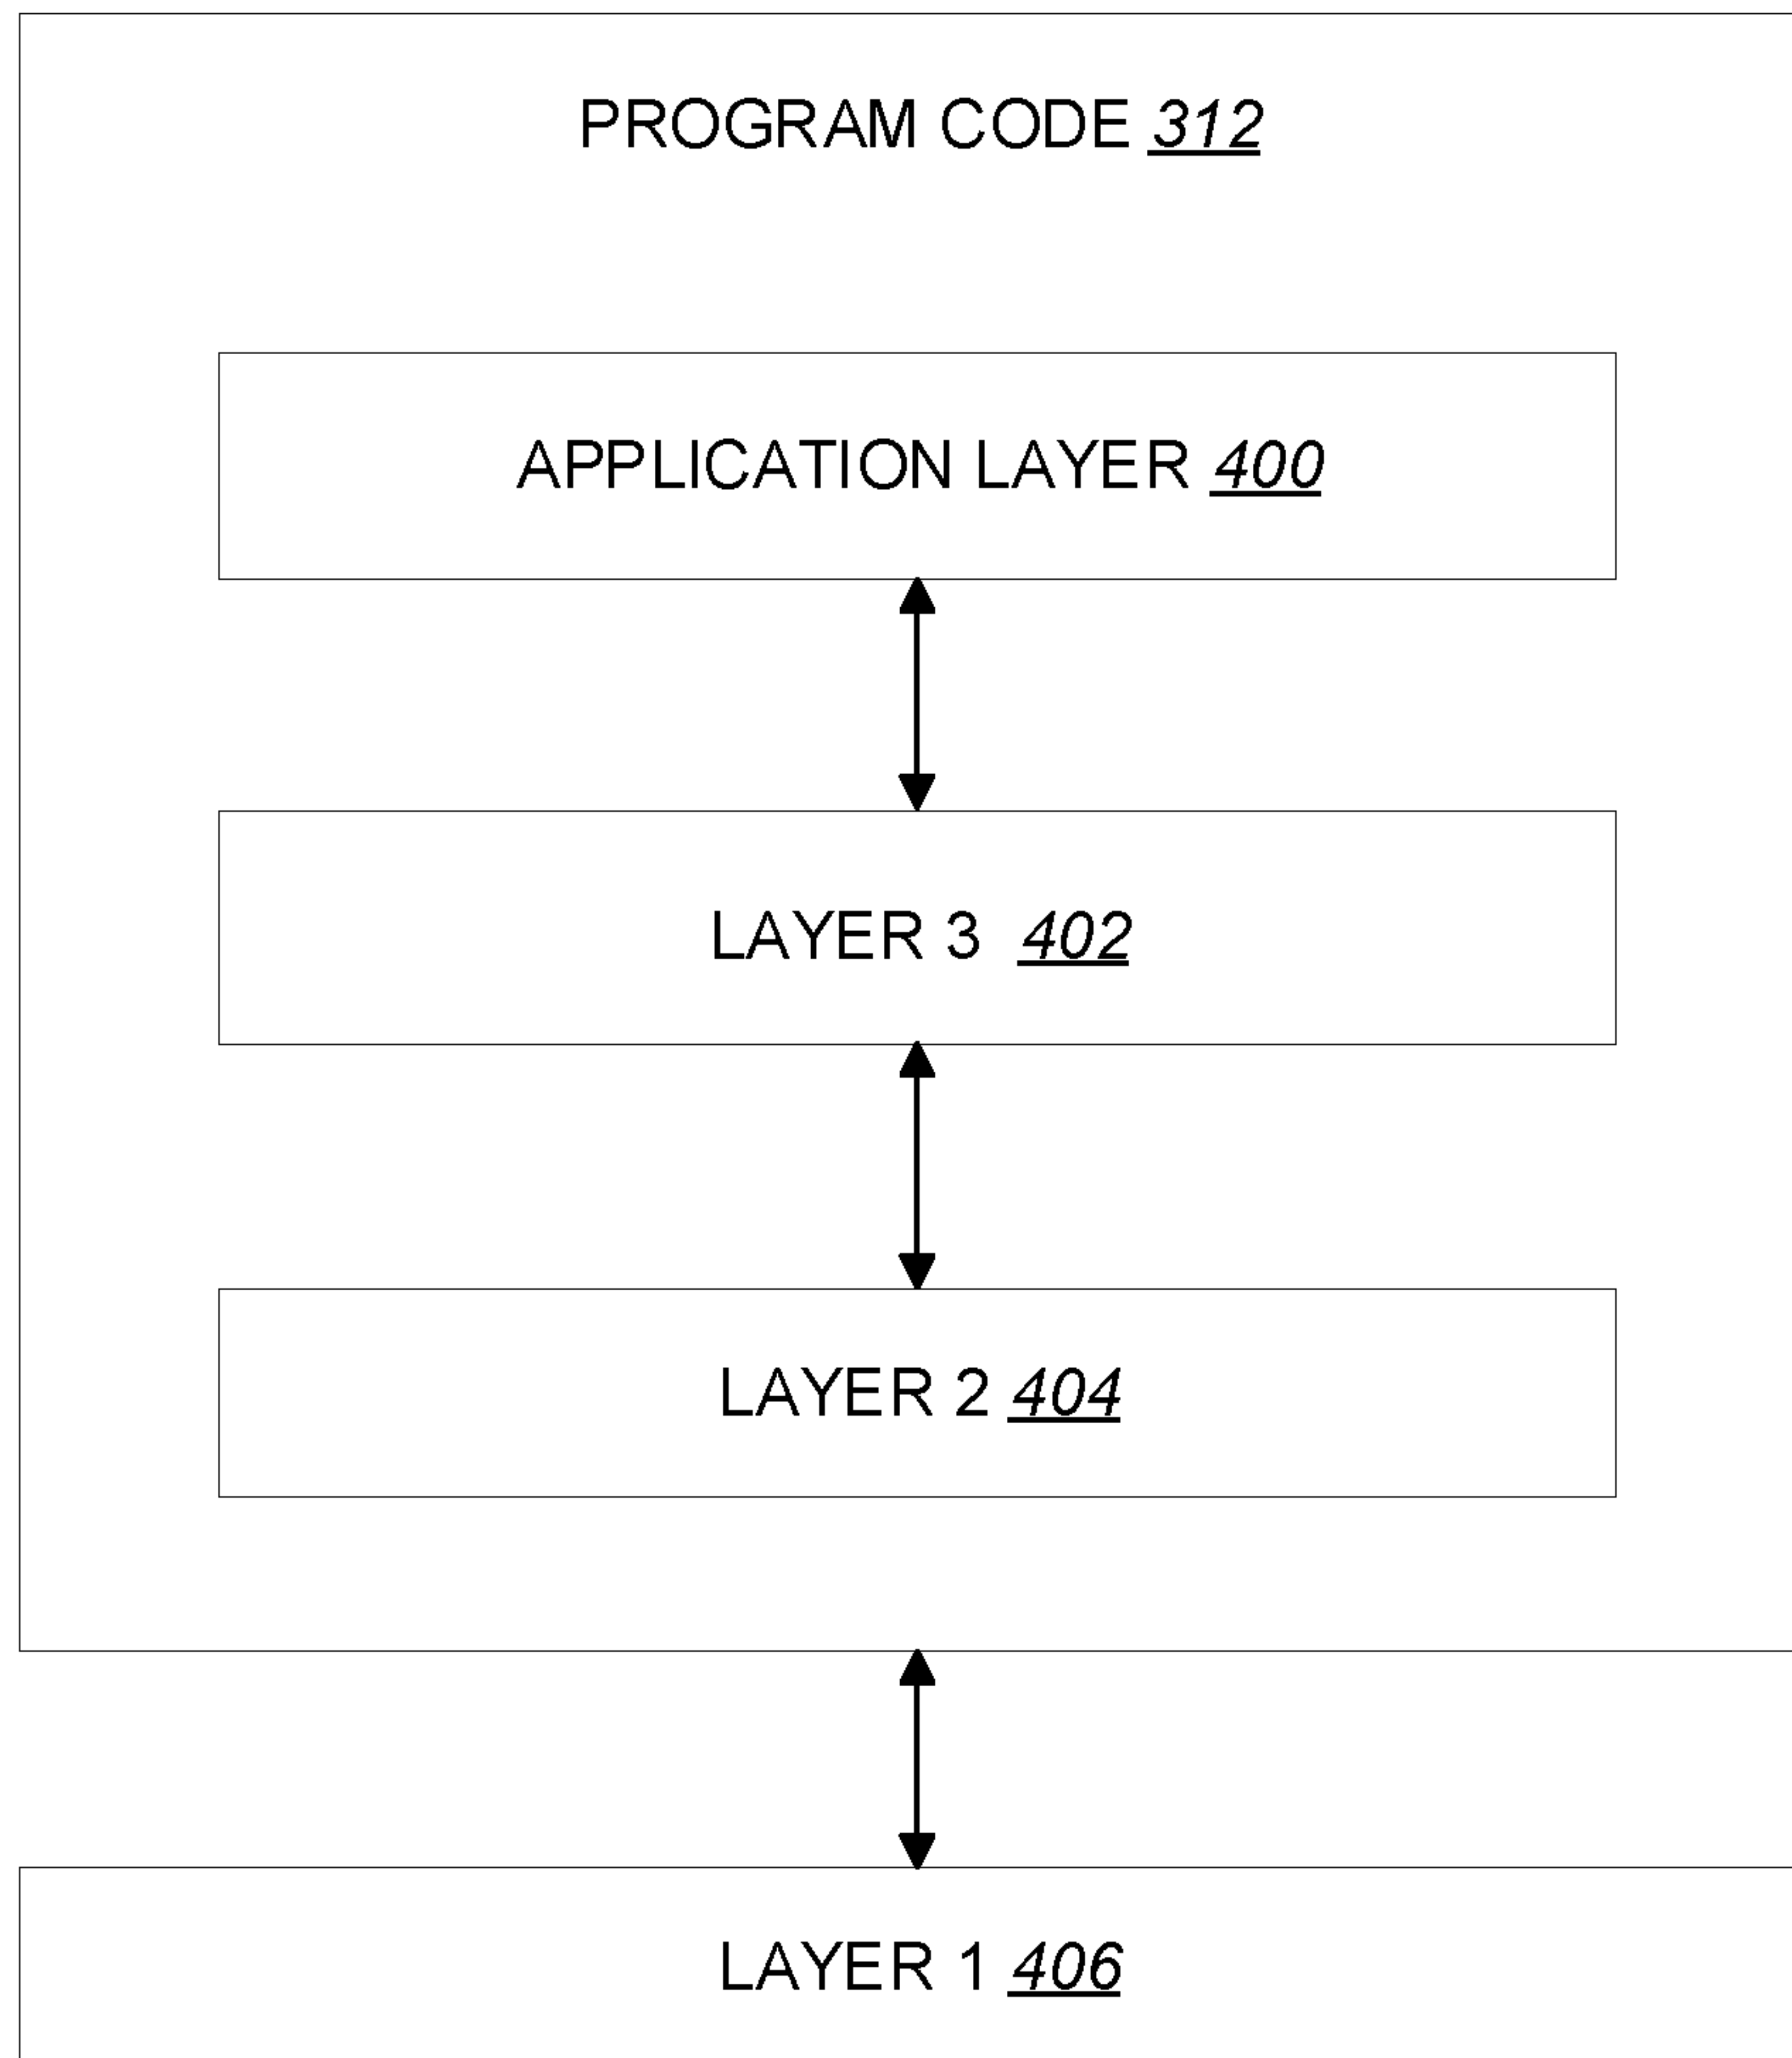 PROGRAM CODE 312
APPLICATION LAYER 400
LAYER 3 402
LAYER 2 404
LAYER 1 406